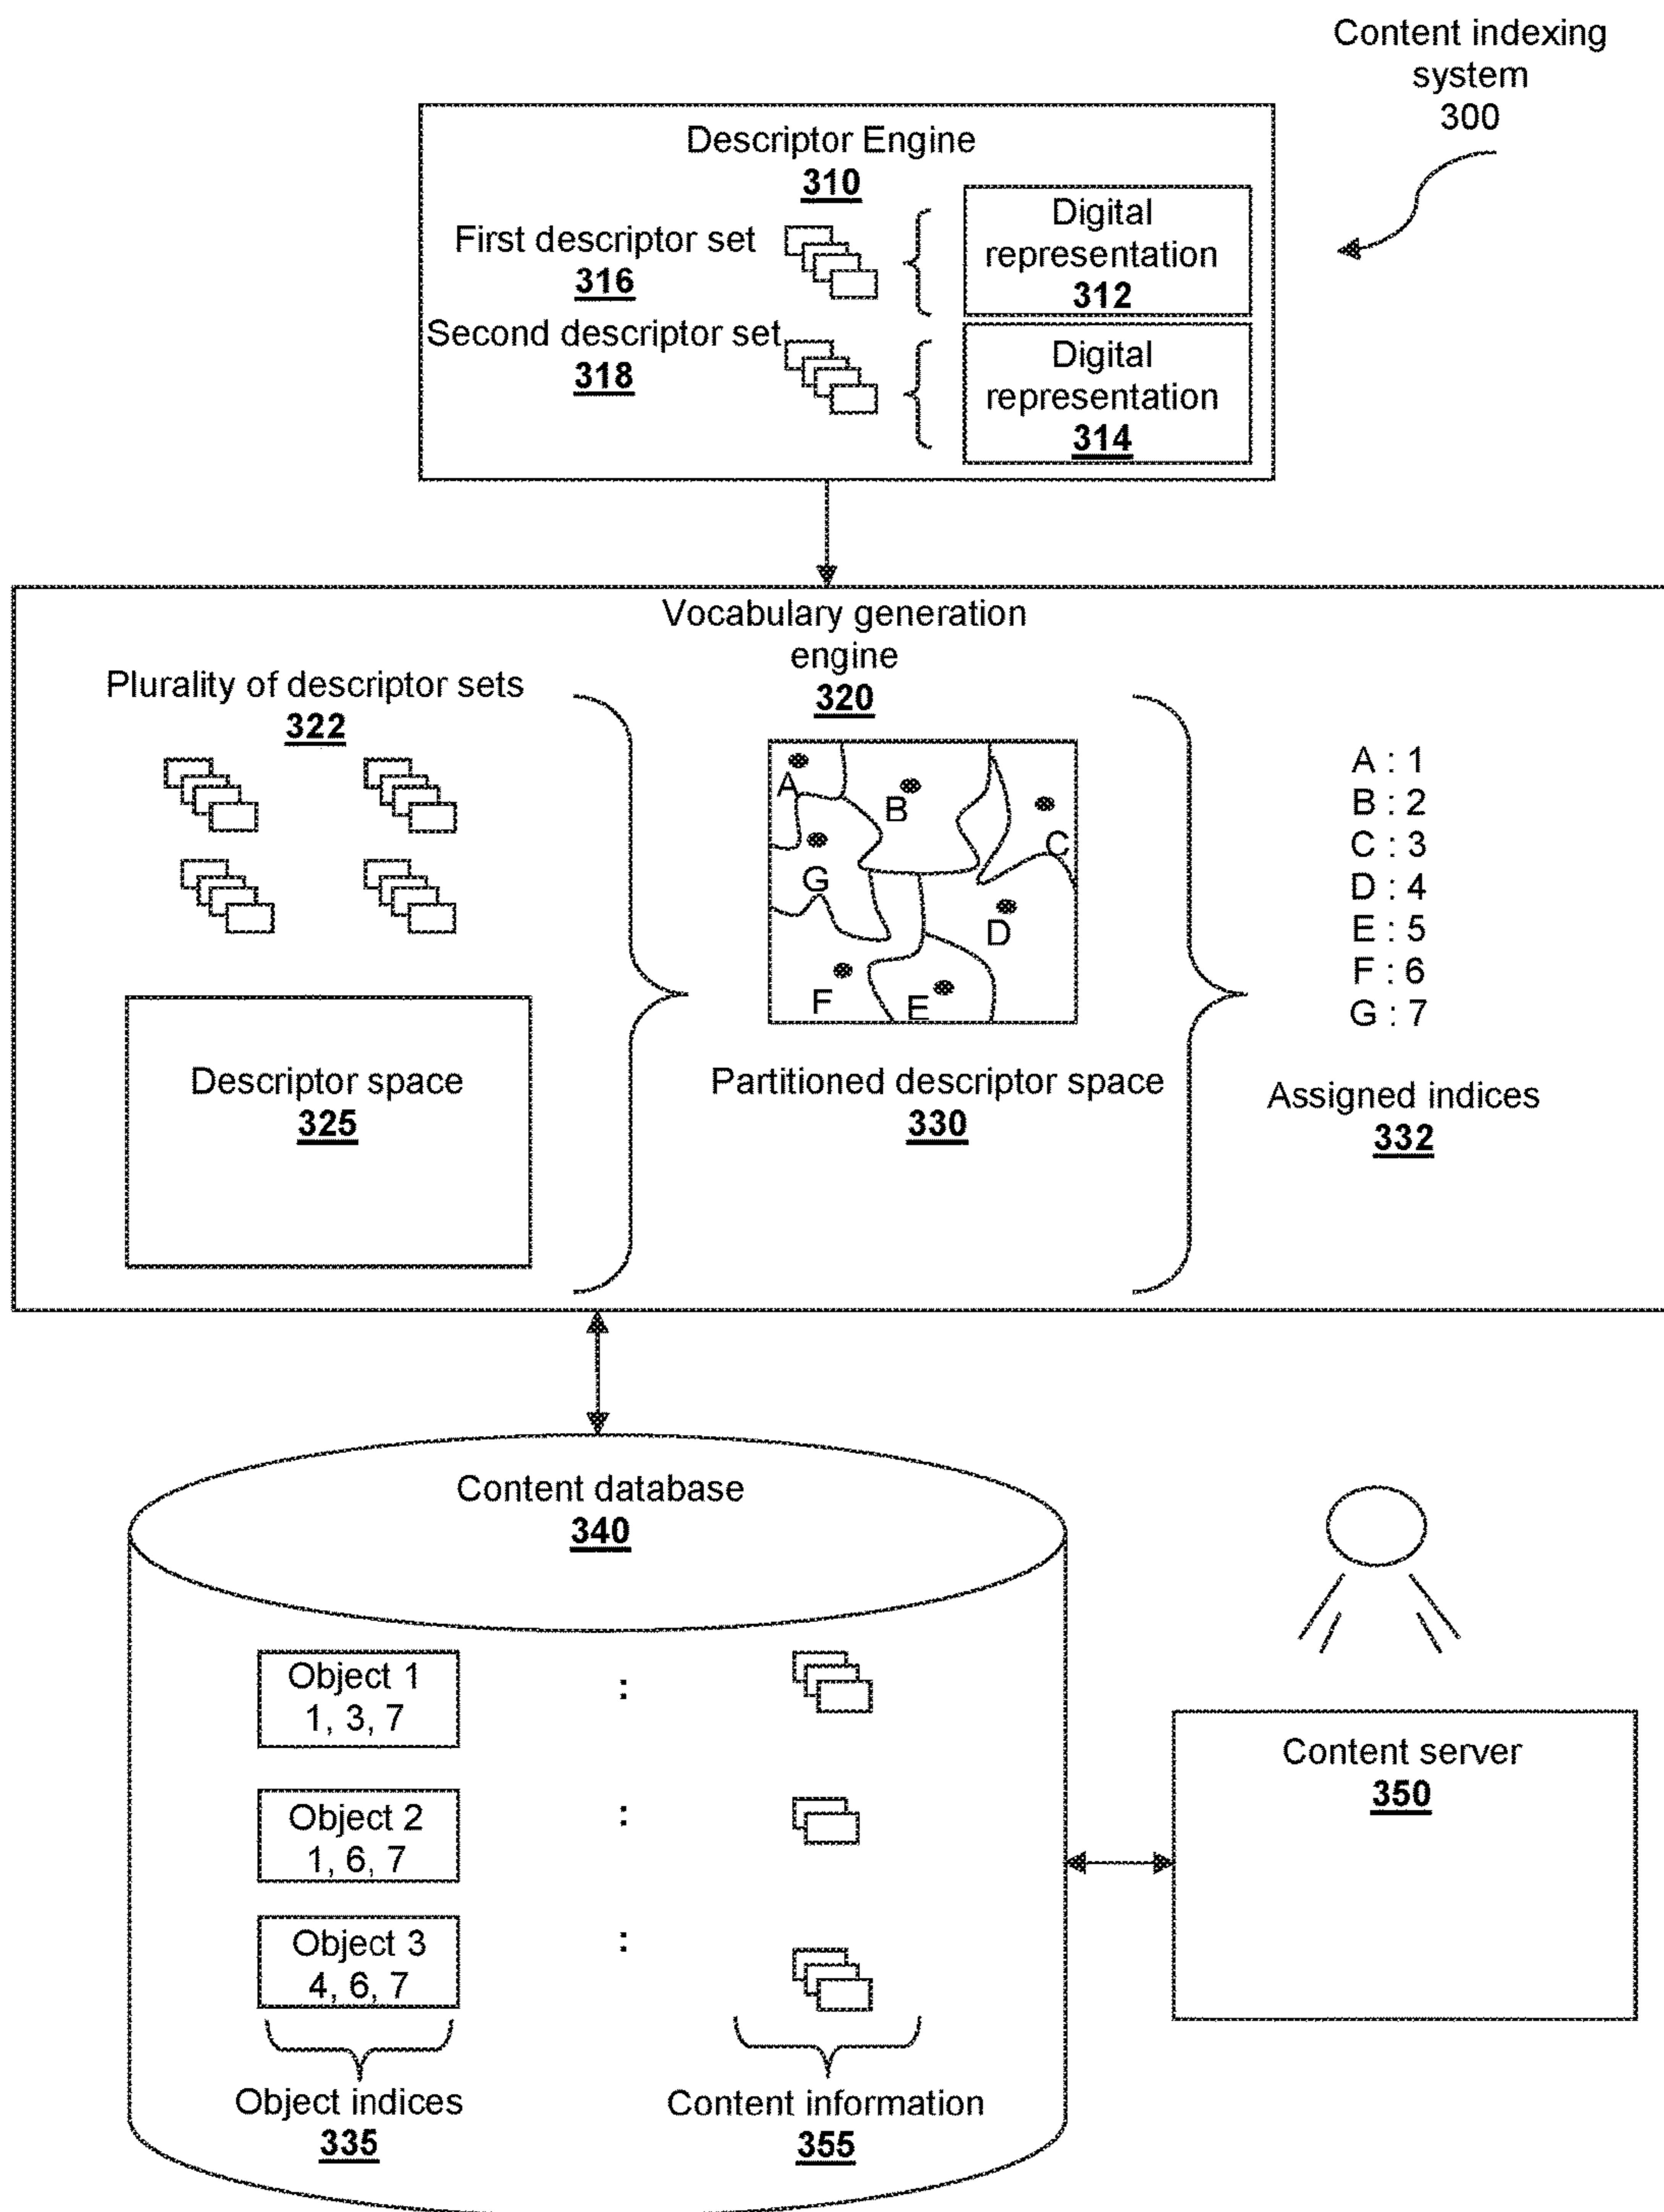 Content indexing
system
300
Descriptor Engine
310
First descriptor set
316
Digital
representation
312
Second descriptor set
318
Digital
representation
314
Vocabulary generation
engine
320
Plurality of descriptor sets
322
A
B
C
G
D
F
E
A : 1
B : 2
C : 3
D : 4
E : 5
F : 6
G : 7
Descriptor space
325
Partitioned descriptor space
330
Assigned indices
332
Content database
340
Object 1
1, 3, 7
:
Object 2
1, 6, 7
:
Object 3
4, 6, 7
:
Object indices
335
Content information
355
Content server
350